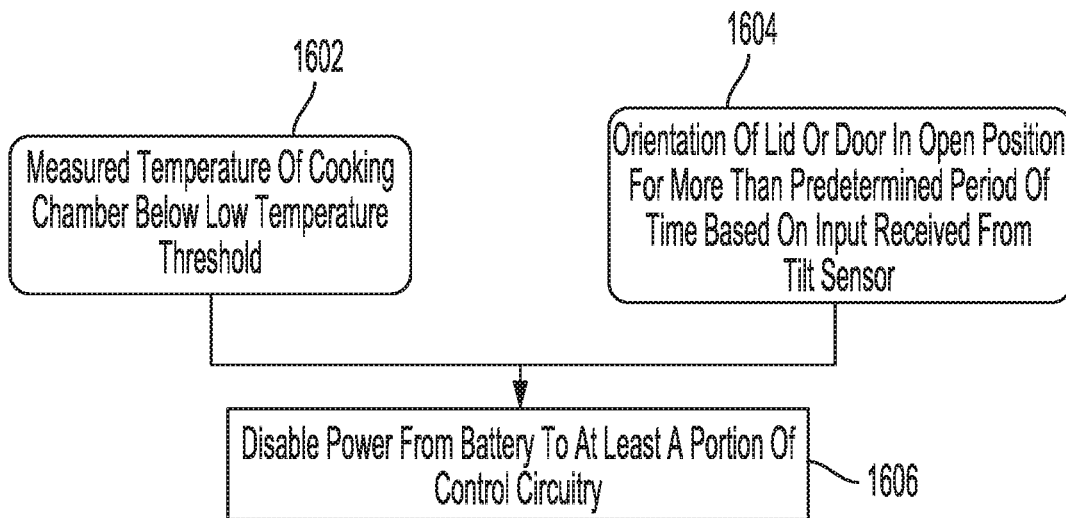 1602
Measured Temperature Of Cooking
Chamber Below Low Temperature
Threshold
1604
Orientation Of Lid Or Door In Open Position
For More Than Predetermined Period Of
Time Based On Input Received From
Tilt Sensor
Disable Power From Battery To At Least A Portion Of
Control Circuitry
1606